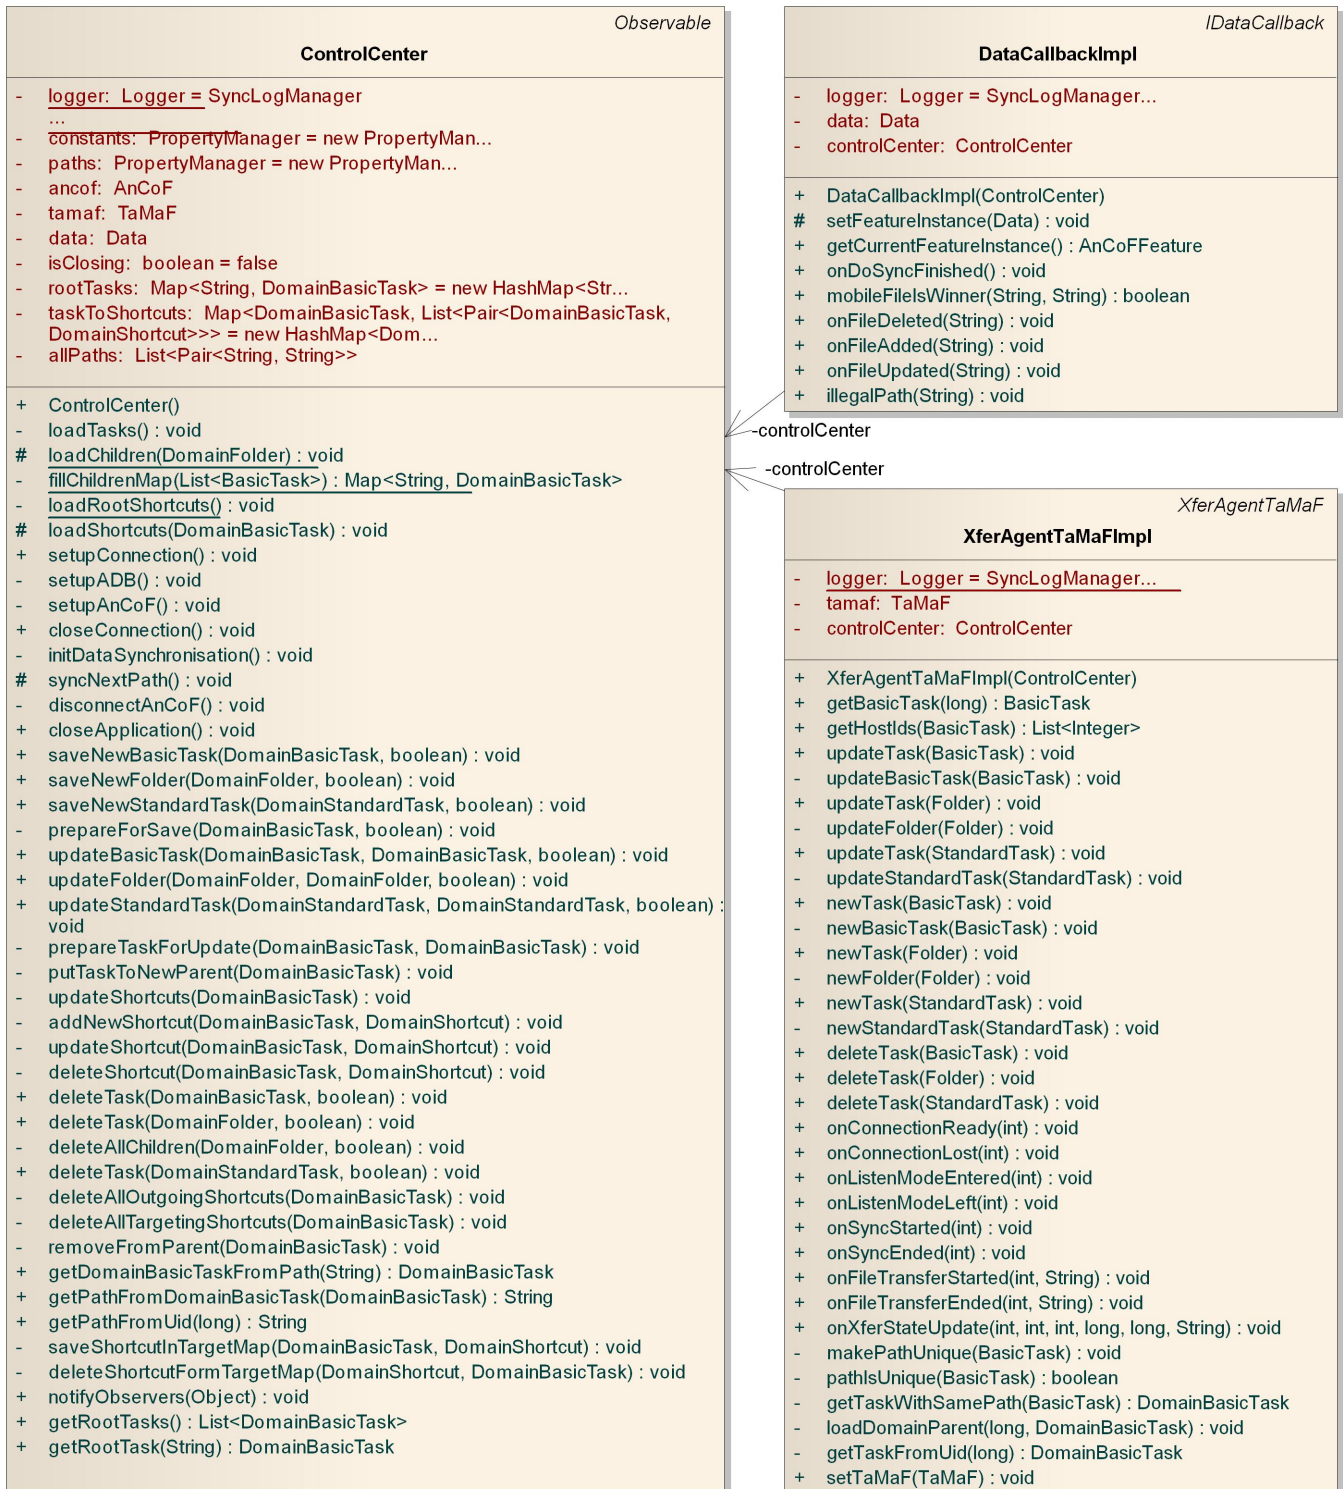 Observable
ControlCenter
- logger: Logger = SyncLogManager
...
- constants: PropertyManager = new PropertyMan...
- paths: PropertyManager = new PropertyMan...
- ancof: AnCoF
- tamaf: TaMaF
- data: Data
- isClosing: boolean = false
- rootTasks: Map<String, DomainBasicTask> = new HashMap<Str...
- taskToShortcuts: Map<DomainBasicTask, List<Pair<DomainBasicTask,
DomainShortcut>>> = new HashMap<Dom...
- allPaths: List<Pair<String, String>>
+ ControlCenter()
- loadTasks() : void
# loadChildren(DomainFolder) : void
- fillChildrenMap(List<BasicTask>) : Map<String, DomainBasicTask>
- loadRootShortcuts() : void
# loadShortcuts(DomainBasicTask) : void
+ setupConnection() : void
- setupADB() : void
- setupAnCoF() : void
+ closeConnection() : void
- initDataSynchronisation() : void
# syncNextPath() : void
- disconnectAnCoF() : void
+ closeApplication() : void
+ saveNewBasicTask(DomainBasicTask, boolean) : void
+ saveNewFolder(DomainFolder, boolean) : void
+ saveNewStandardTask(DomainStandardTask, boolean) : void
- prepareForSave(DomainBasicTask, boolean) : void
+ updateBasicTask(DomainBasicTask, DomainBasicTask, boolean) : void
+ updateFolder(DomainFolder, DomainFolder, boolean) : void
+ updateStandardTask(DomainStandardTask, DomainStandardTask, boolean) :
void
- prepareTaskForUpdate(DomainBasicTask, DomainBasicTask) : void
- putTaskToNewParent(DomainBasicTask) : void
- updateShortcuts(DomainBasicTask) : void
- addNewShortcut(DomainBasicTask, DomainShortcut) : void
- updateShortcut(DomainBasicTask, DomainShortcut) : void
- deleteShortcut(DomainBasicTask, DomainShortcut) : void
+ deleteTask(DomainBasicTask, boolean) : void
+ deleteTask(DomainFolder, boolean) : void
- deleteAllChildren(DomainFolder, boolean) : void
+ deleteTask(DomainStandardTask, boolean) : void
- deleteAllOutgoingShortcuts(DomainBasicTask) : void
- deleteAllTargetingShortcuts(DomainBasicTask) : void
- removeFromParent(DomainBasicTask) : void
+ getDomainBasicTaskFromPath(String) : DomainBasicTask
+ getPathFromDomainBasicTask(DomainBasicTask) : String
+ getPathFromUid(long) : String
- saveShortcutInTargetMap(DomainBasicTask, DomainShortcut) : void
- deleteShortcutFormTargetMap(DomainShortcut, DomainBasicTask) : void
+ notifyObservers(Object) : void
+ getRootTasks() : List<DomainBasicTask>
+ getRootTask(String) : DomainBasicTask
IDataCallback
DataCallbackImpl
- logger: Logger = SyncLogManager...
- data: Data
- controlCenter: ControlCenter
+ DataCallbackImpl(ControlCenter)
# setFeatureInstance(Data) : void
+ getCurrentFeatureInstance() : AnCoFFeature
+ onDoSyncFinished() : void
+ mobileFileIsWinner(String, String) : boolean
+ onFileDeleted(String) : void
+ onFileAdded(String) : void
+ onFileUpdated(String) : void
+ illegalPath(String) : void
-controlCenter
-controlCenter
XferAgentTaMaF
XferAgentTaMaFImpl
- logger: Logger = SyncLogManager...
- tamaf: TaMaF
- controlCenter: ControlCenter
+ XferAgentTaMaFImpl(ControlCenter)
+ getBasicTask(long) : BasicTask
+ getHostIds(BasicTask) : List<Integer>
+ updateTask(BasicTask) : void
- updateBasicTask(BasicTask) : void
+ updateTask(Folder) : void
- updateFolder(Folder) : void
+ updateTask(StandardTask) : void
- updateStandardTask(StandardTask) : void
+ newTask(BasicTask) : void
- newBasicTask(BasicTask) : void
+ newTask(Folder) : void
- newFolder(Folder) : void
+ newTask(StandardTask) : void
- newStandardTask(StandardTask) : void
+ deleteTask(BasicTask) : void
+ deleteTask(Folder) : void
+ deleteTask(StandardTask) : void
+ onConnectionReady(int) : void
+ onConnectionLost(int) : void
+ onListenModeEntered(int) : void
+ onListenModeLeft(int) : void
+ onSyncStarted(int) : void
+ onSyncEnded(int) : void
+ onFileTransferStarted(int, String) : void
+ onFileTransferEnded(int, String) : void
+ onXferStateUpdate(int, int, int, long, long, String) : void
- makePathUnique(BasicTask) : void
- pathIsUnique(BasicTask) : boolean
- getTaskWithSamePath(BasicTask) : DomainBasicTask
- loadDomainParent(long, DomainBasicTask) : void
- getTaskFromUid(long) : DomainBasicTask
+ setTaMaF(TaMaF) : void